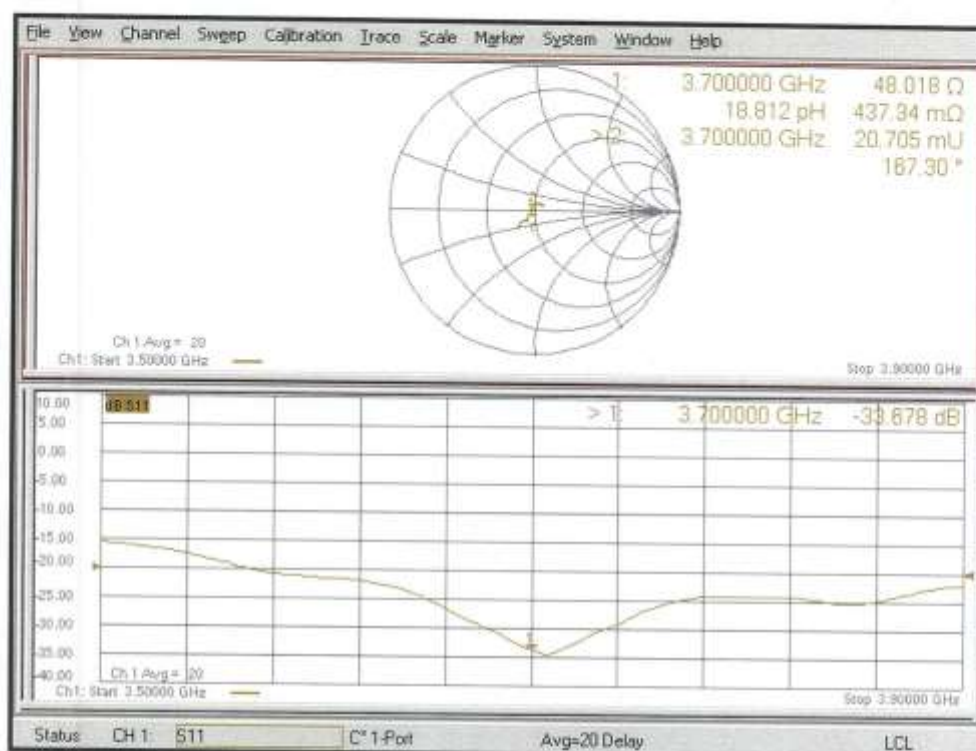 File View Channel Sweep Calibration Trace Scale Marker System Window Help
1: 3.700000 GHz 48.018 Ω
18.812 pH 437.34 mΩ
> 2: 3.700000 GHz 20.705 mU
167.30 °
Ch 1 Avg = 20
Ch1: Start 3.50000 GHz
Stop 3.90000 GHz
10.00 dB S11 > 1: 3.700000 GHz -33.678 dB
5.00
0.00
-5.00
-10.00
-15.00
-20.00
-25.00
-30.00
1
-35.00
-40.00
Ch 1 Avg = 20
Ch1: Start 3.50000 GHz
Stop 3.90000 GHz
Status CH 1: S11 C* 1-Port Avg=20 Delay LCL